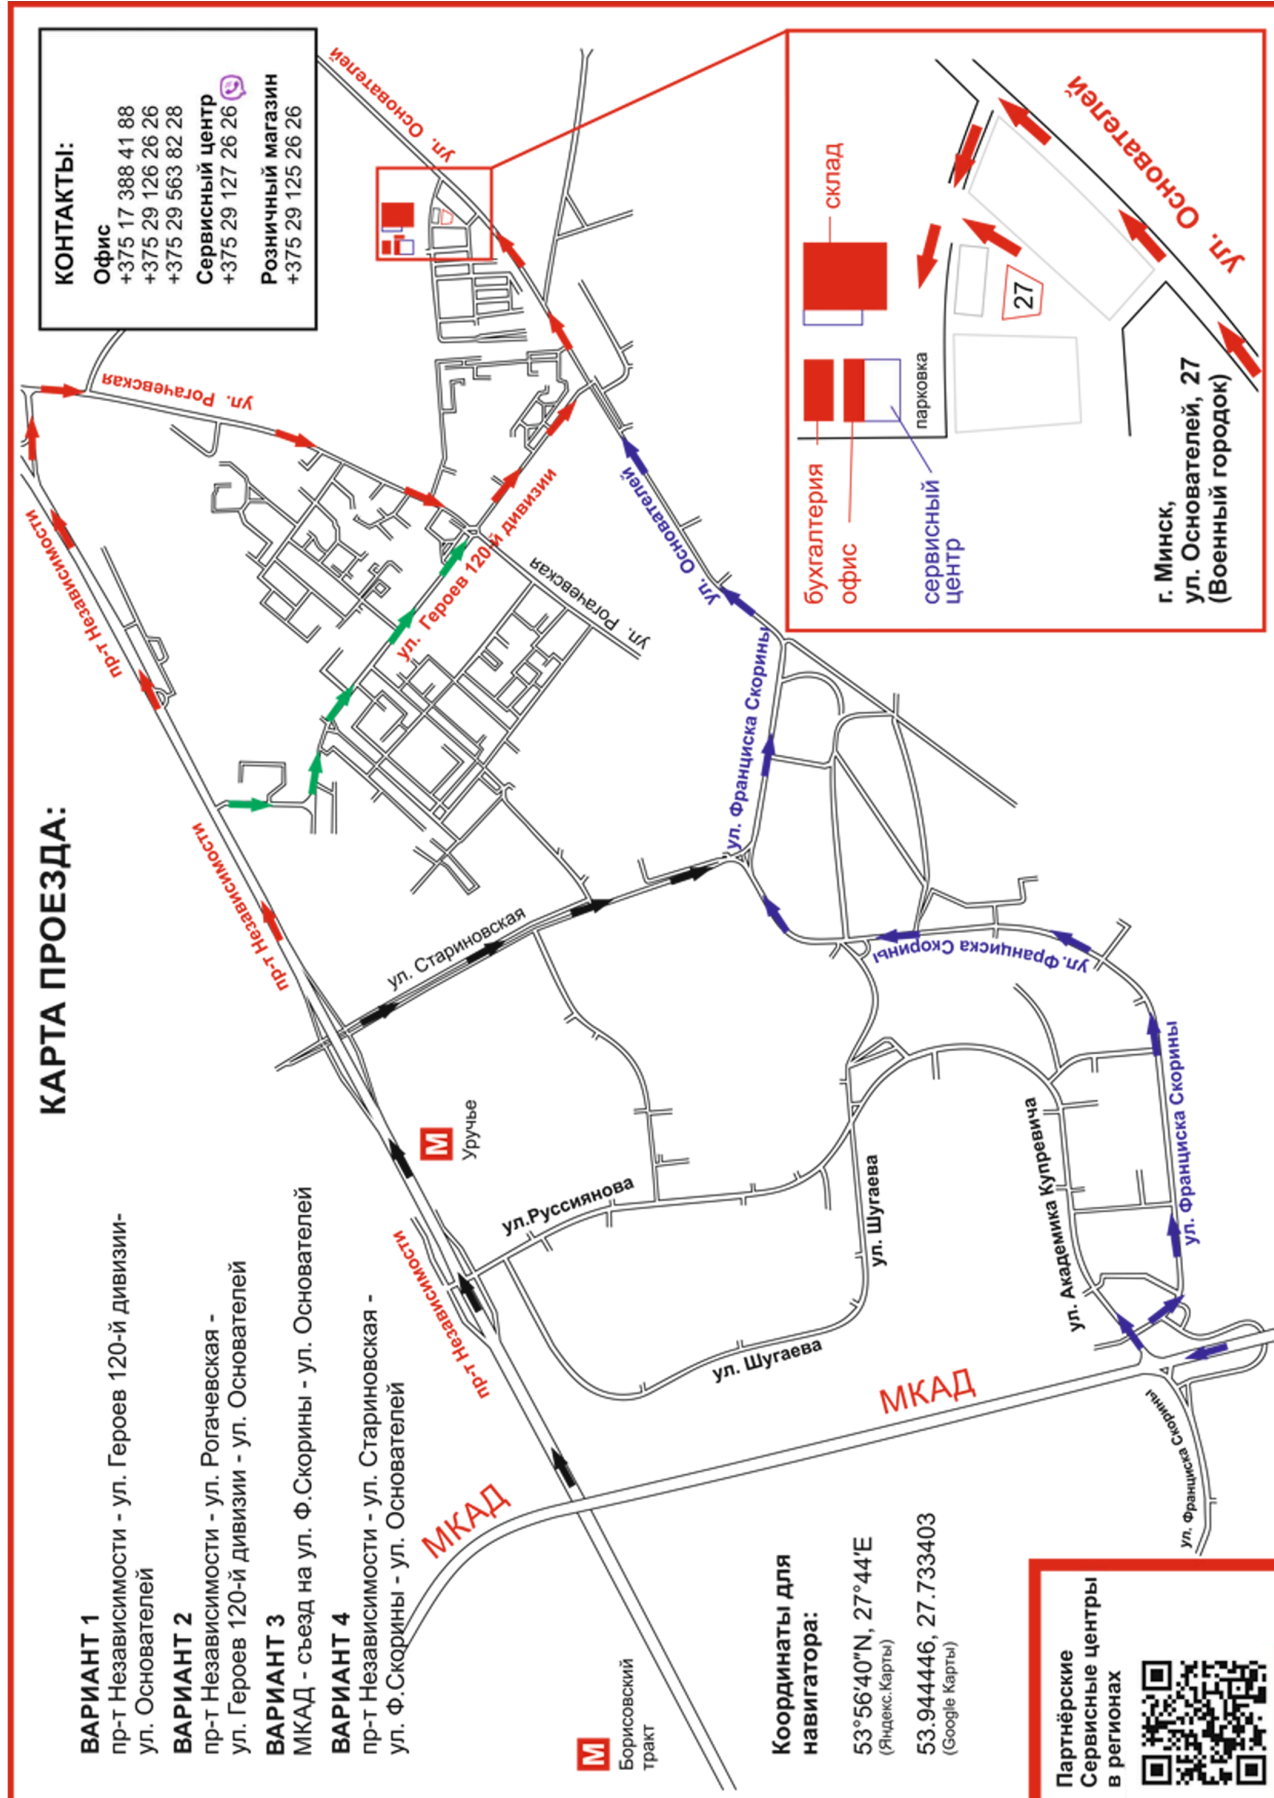 КАРТА ПРОЕЗДА:
ВАРИАНТ 1
пр-т Независимости - ул. Героев 120-й дивизии-
ул. Основателей
ВАРИАНТ 2
пр-т Независимости - ул. Рогачевская -
ул. Героев 120-й дивизии - ул. Основателей
ВАРИАНТ 3
МКАД - съезд на ул. Ф.Скорины - ул. Основателей
ВАРИАНТ 4
пр-т Независимости - ул. Стариновская -
ул. Ф.Скорины - ул. Основателей
КОНТАКТЫ:
Офис
+375 17 388 41 88
+375 29 126 26 26
+375 29 563 82 28
Сервисный центр
+375 29 127 26 26
Розничный магазин
+375 29 125 26 26
пр-т Независимости
пр-т Независимости
пр-т Независимости
ул. Рогачевская
ул. Основателей
ул. Героев 120-й дивизии
ул. Рогачевская
ул. Стариновская
ул. Основателей
ул. Франциска Скорины
М
Уручье
ул.Руссиянова
ул. Франциска Скорины
ул. Шугаева
ул. Шугаева
ул. Академика Купревича
ул. Франциска Скорины
МКАД
МКАД
ул. Франциска Скорины
М
Борисовский
тракт
Координаты для
навигатора:
53°56'40"N, 27°44'E
(Яндекс.Карты)
53.944446, 27.733403
(Google Карты)
бухгалтерия
офис
сервисный
центр
склад
парковка
27
ул. Основателей
г. Минск,
ул. Основателей, 27
(Военный городок)
Партнёрские
Сервисные центры
в регионах